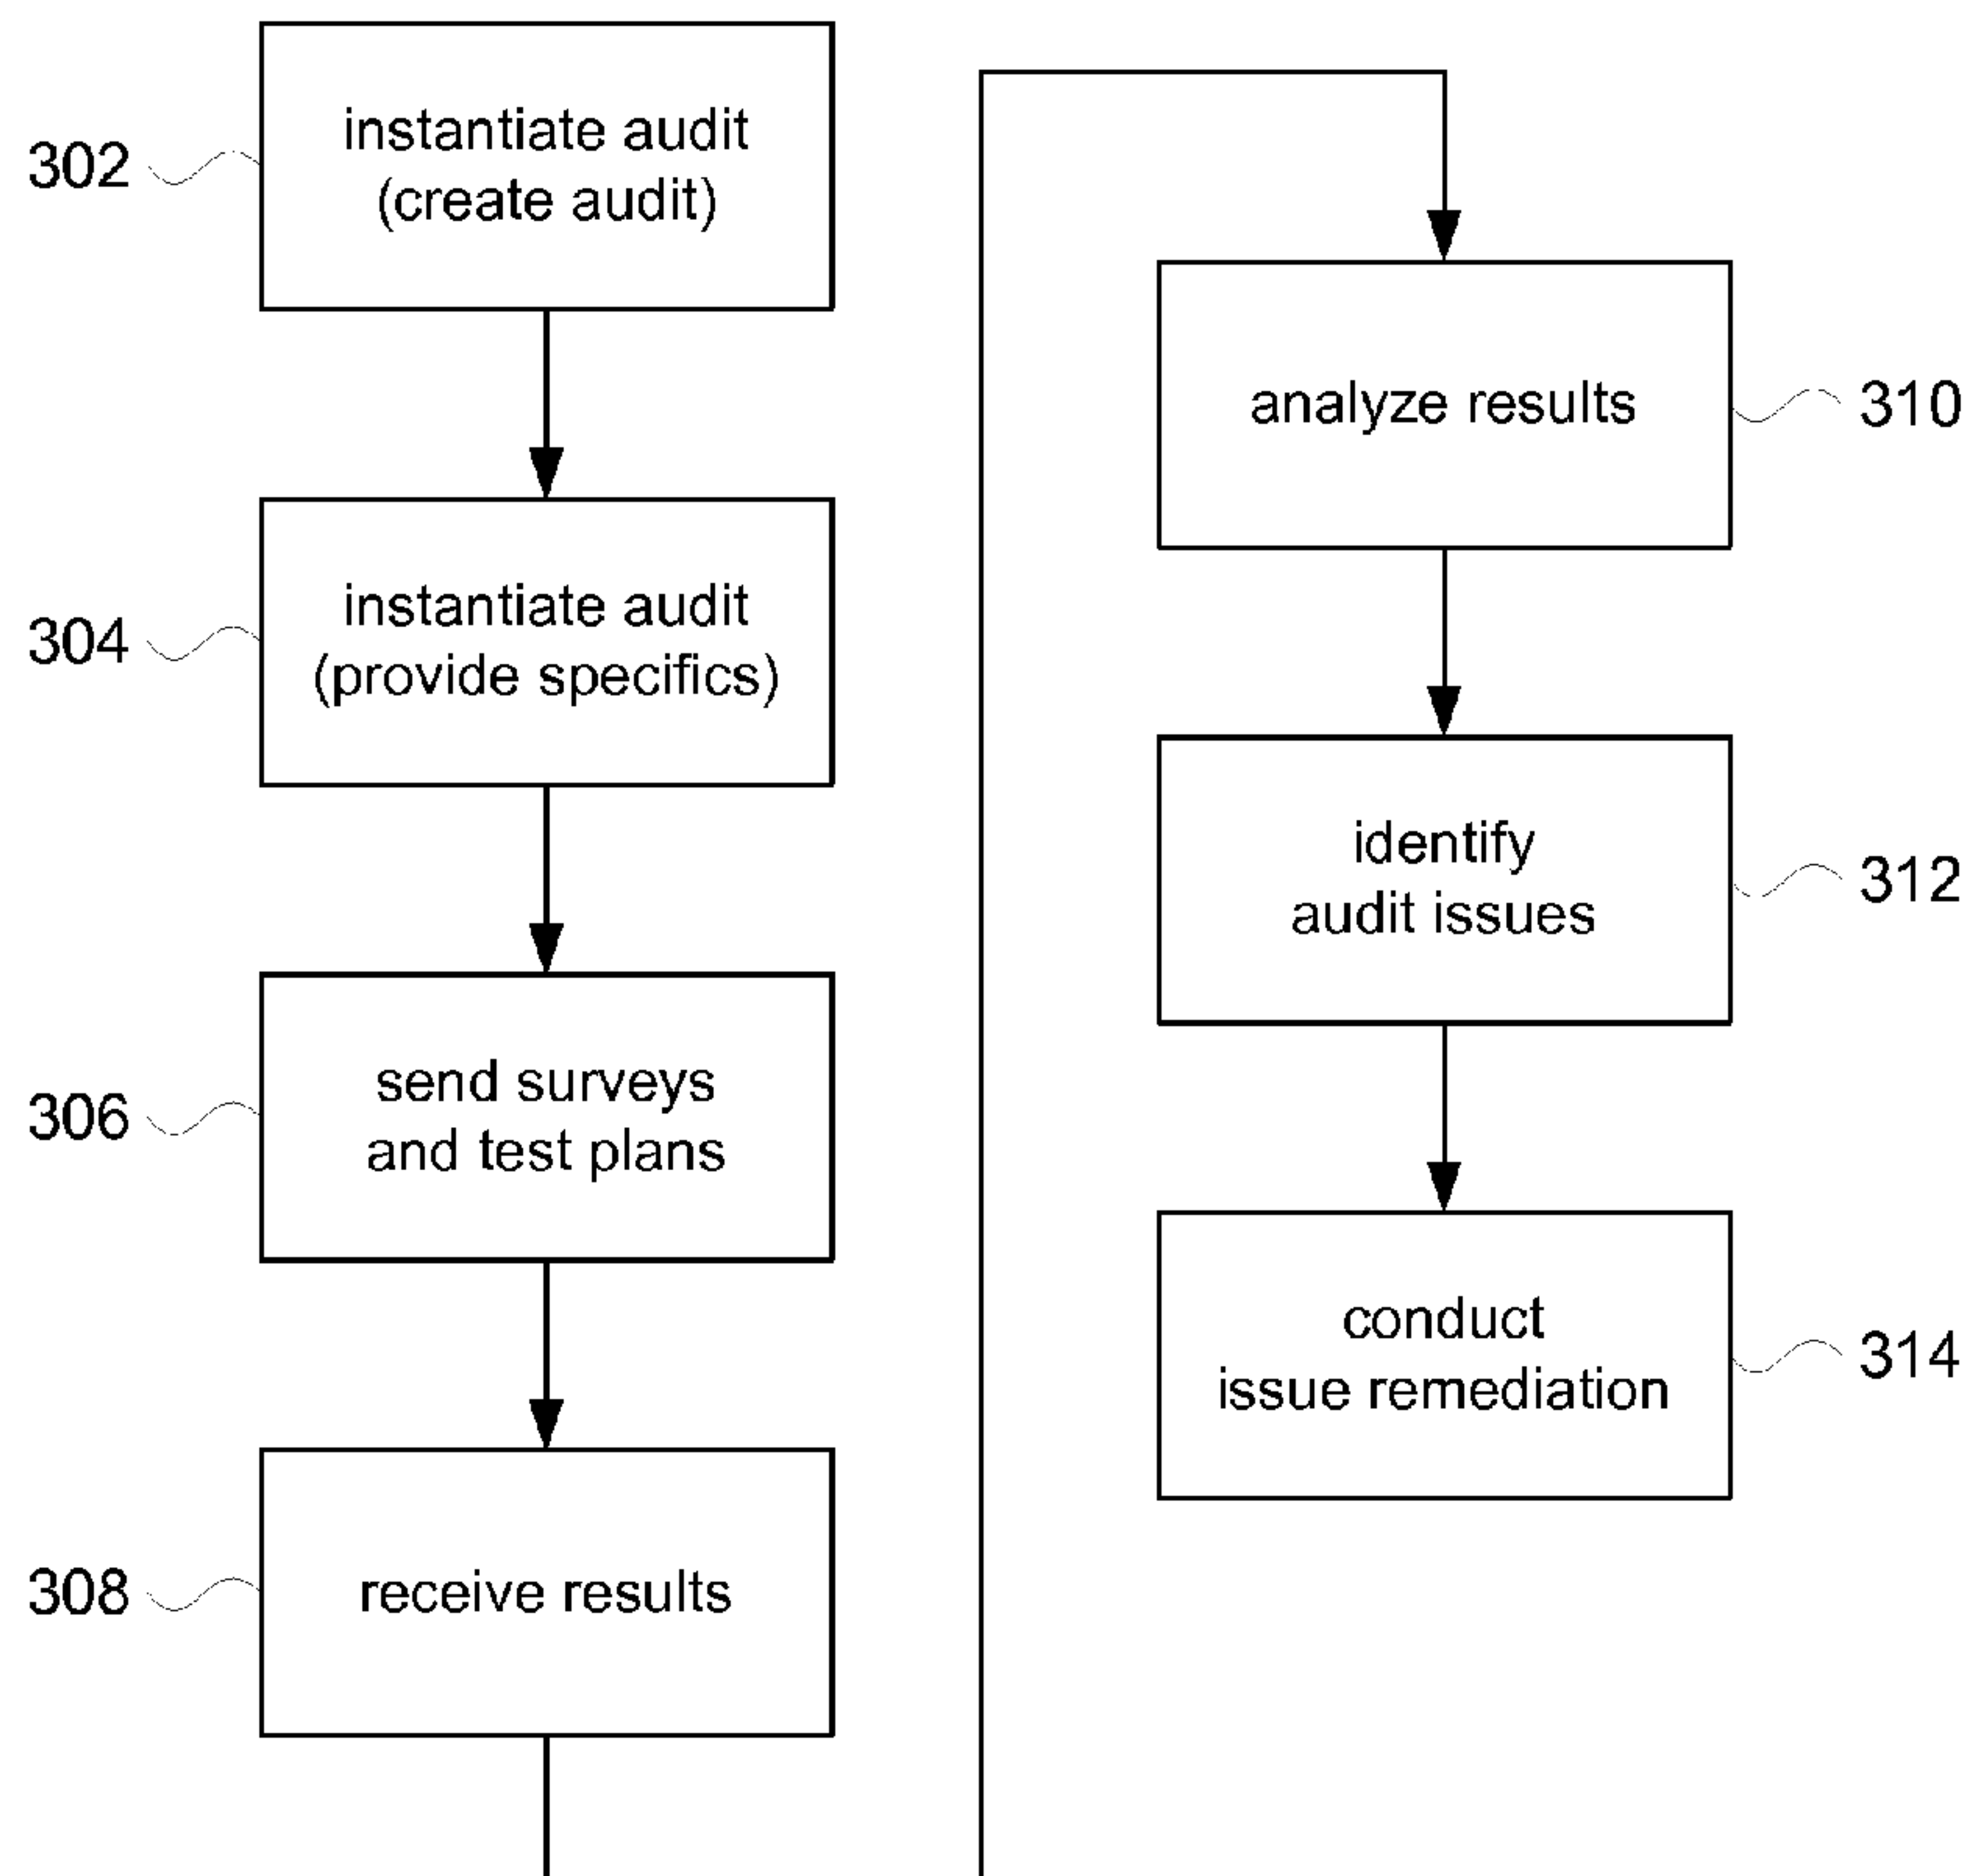 302
instantiate audit
(create audit)
304
instantiate audit
(provide specifics)
306
send surveys
and test plans
308
receive results
analyze results
310
identify
audit issues
312
conduct
issue remediation
314